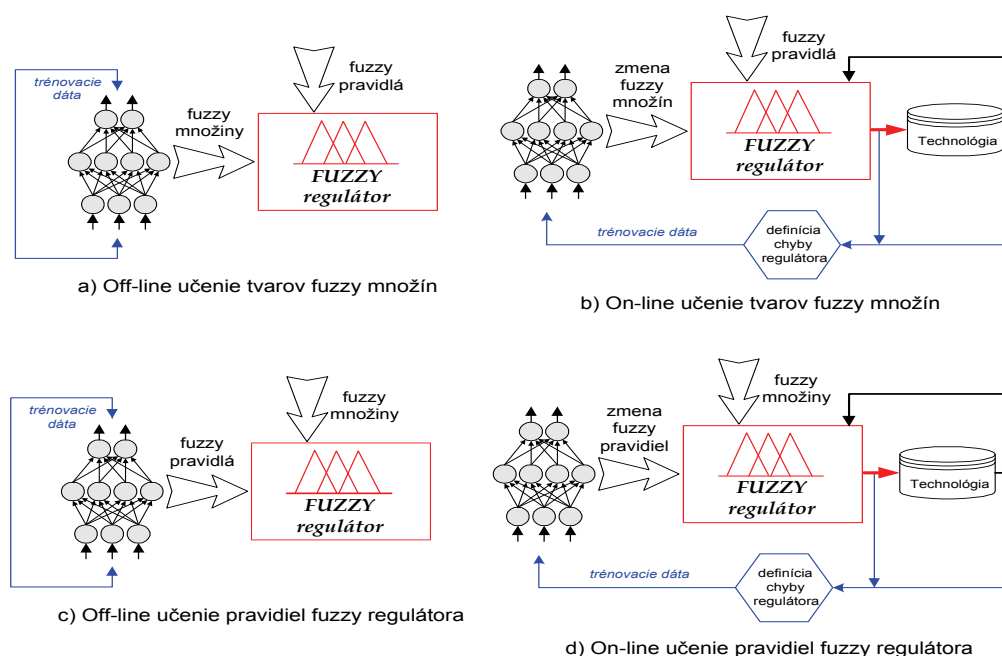 trénovacie
dáta
fuzzy
množiny
fuzzy
pravidlá
FUZZY
regulátor
a) Off-line učenie tvarov fuzzy množín
zmena
fuzzy
množín
fuzzy
pravidlá
FUZZY
regulátor
Technológia
trénovacie dáta
definícia
chyby
regulátora
b) On-line učenie tvarov fuzzy množín
trénovacie
dáta
fuzzy
pravidlá
fuzzy
množiny
FUZZY
regulátor
c) Off-line učenie pravidiel fuzzy regulátora
zmena
fuzzy
pravidiel
fuzzy
množiny
FUZZY
regulátor
Technológia
trénovacie dáta
definícia
chyby
regulátora
d) On-line učenie pravidiel fuzzy regulátora